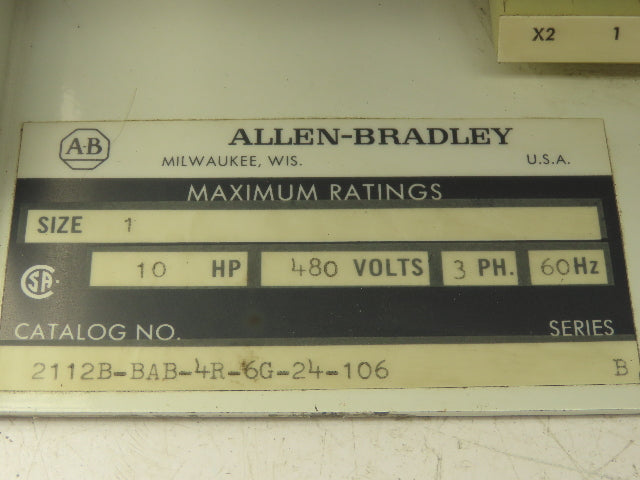 X2 1
A-B ALLEN-BRADLEY
MILWAUKEE, WIS. U.S.A.
MAXIMUM RATINGS
SIZE 1
SA 10 HP 480 VOLTS 3 PH. 60Hz
CATALOG NO. SERIES
2112B-BAB-4R-6G-24-106 B